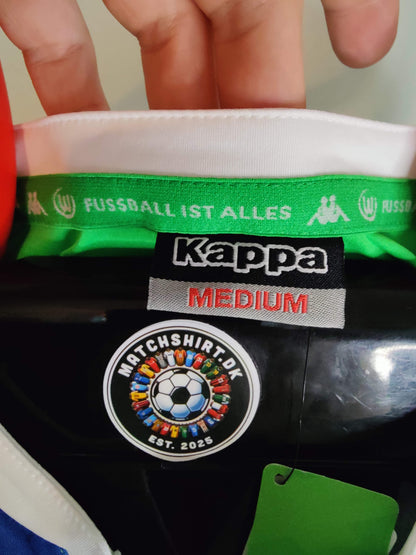 FUSSBALL IST ALLES
Kappa
MEDIUM
MATCHSHIRT.DK
EST. 2025